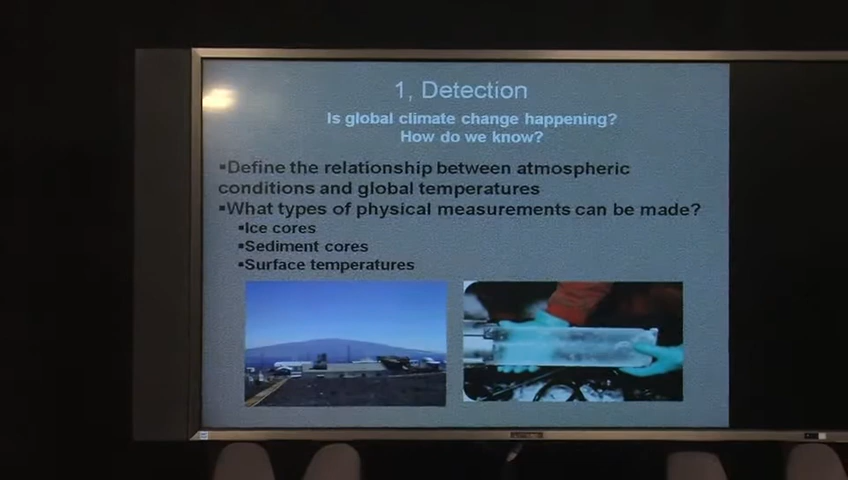 1, Detection
Is global climate change happening?
How do we know?
▪Define the relationship between atmospheric
conditions and global temperatures
▪What types of physical measurements can be made?
▪Ice cores
▪Sediment cores
▪Surface temperatures